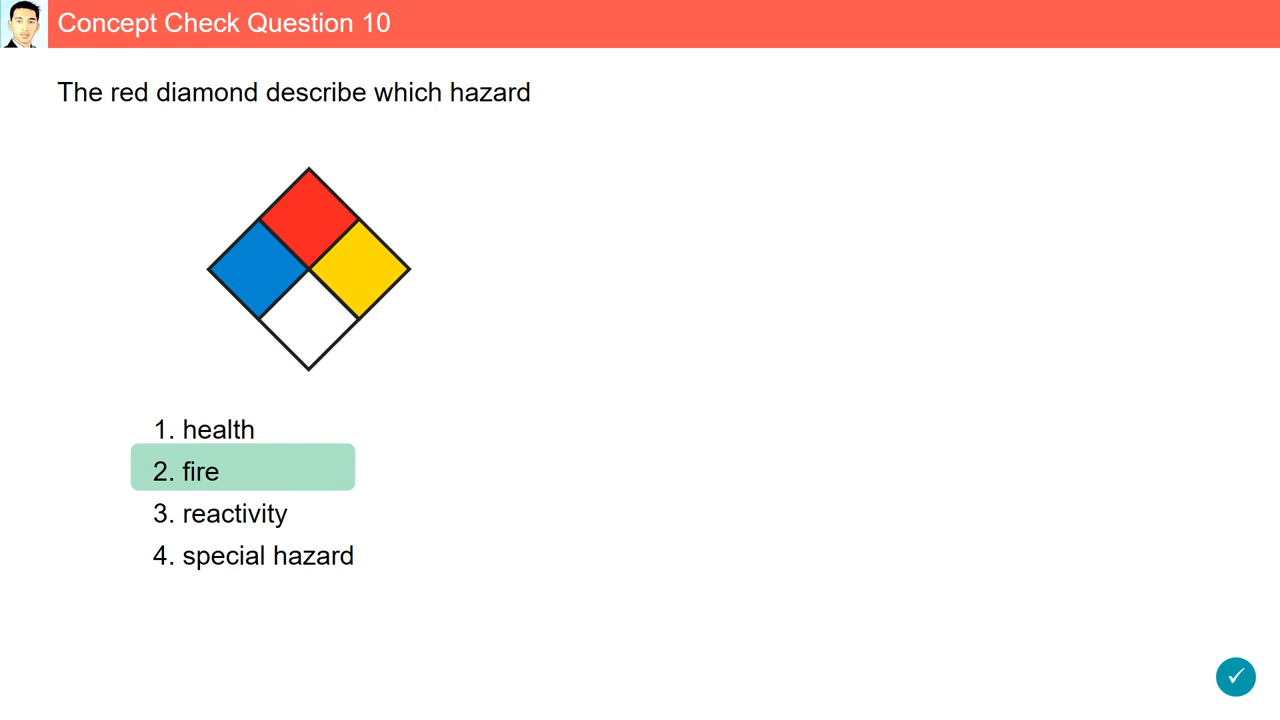 Concept Check Question 10
The red diamond describe which hazard
1. health
2. fire
3. reactivity
4. special hazard